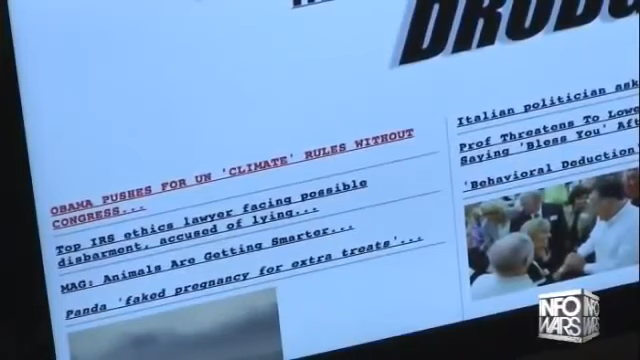 DRUDG
OBAMA PUSHES FOR UN 'CLIMATE' RULES WITHOUT
CONGRESS...
Top IRS ethics lawyer facing possible
disbarment, accused of lying...
MAG: Animals Are Getting Smarter...
Panda 'faked pregnancy for extra treats'...
Italian politician ask
Prof Threatens To Lowe
Saying 'Bless You' Aft
'Behavioral Deduction
INFO
WARS
INFO
WARS